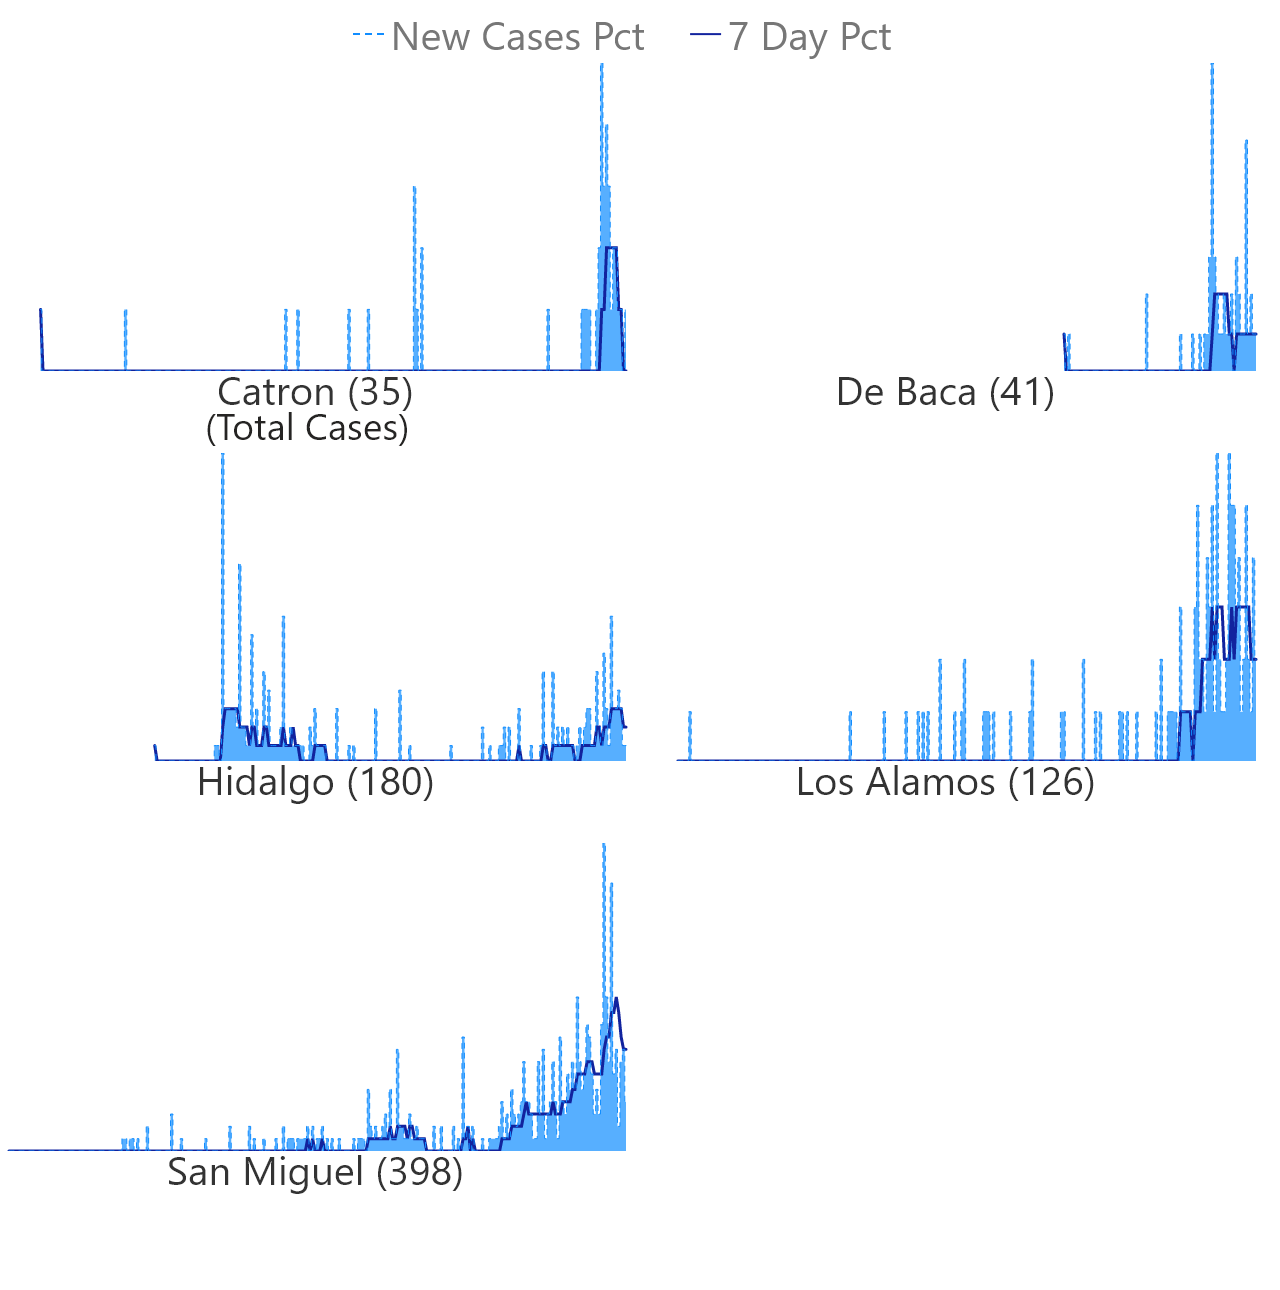 New Cases Pct 7 Day Pct
Catron (35)
(Total Cases)
De Baca (41)
Hidalgo (180)
Los Alamos (126)
San Miguel (398)